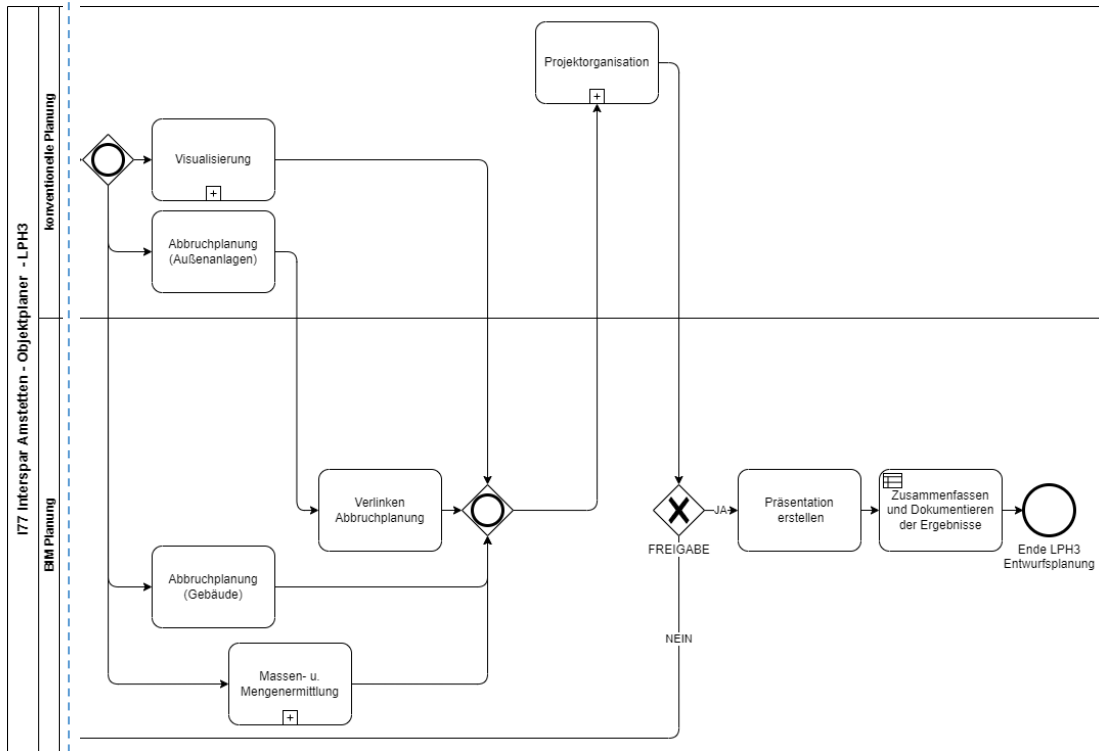 I77 Interspar Amstetten - Objektplaner - LPH3
konventionelle Planung
BIM Planung
Projektorganisation
Visualisierung
Abbruchplanung
(Außenanlagen)
Verlinken
Abbruchplanung
Abbruchplanung
(Gebäude)
Massen- u.
Mengenermittlung
FREIGABE
JA
NEIN
Präsentation
erstellen
Zusammenfassen
und Dokumentieren
der Ergebnisse
Ende LPH3
Entwurfsplanung